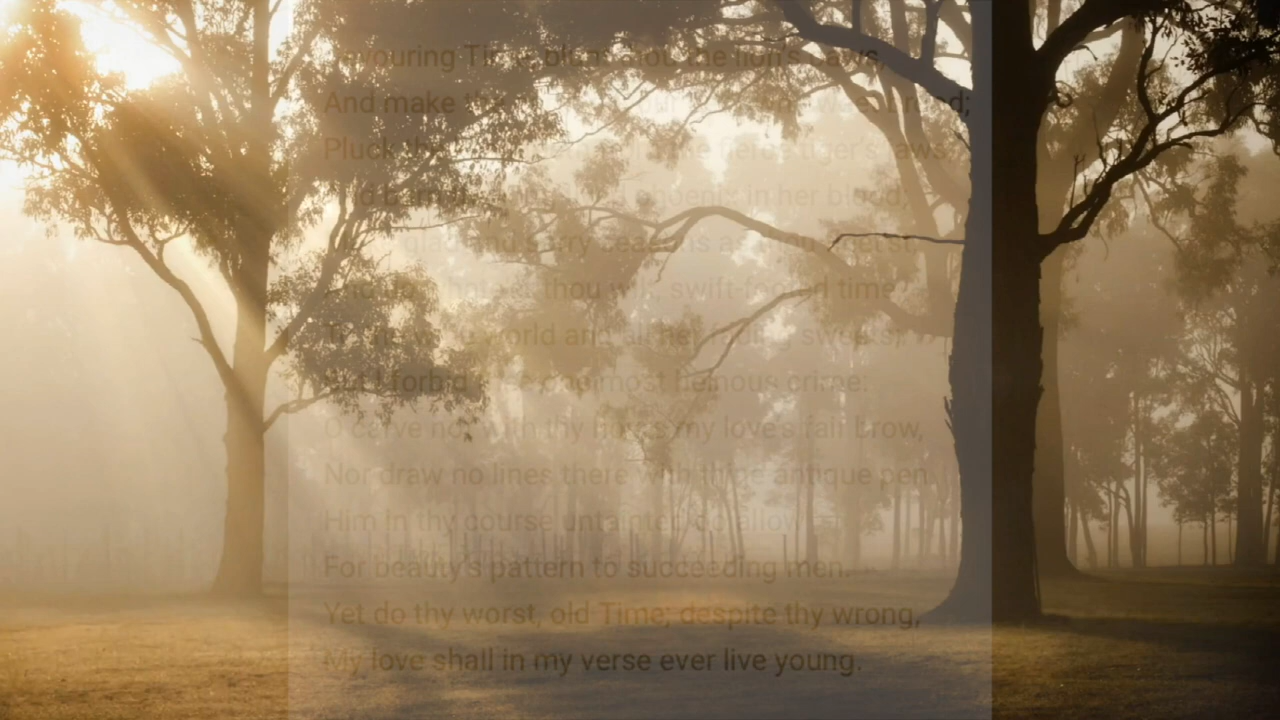 Devouring Time, blunt thou the lion's paws,
And make the brood;
Pluck the fierce tiger's jaws,
phoenix in her blood;
glad and sorry seasons as thou
thou wilt, swift-footed time,
world and all her fading sweets;
But I forbid thee one most heinous crime:
O carve not with thy hours my love's fair brow,
Nor draw no lines there with thine antique pen
Him in thy course untainted do allow
For beauty's pattern to succeeding men.
Yet do thy worst, old Time; despite thy wrong,
My love shall in my verse ever live young.